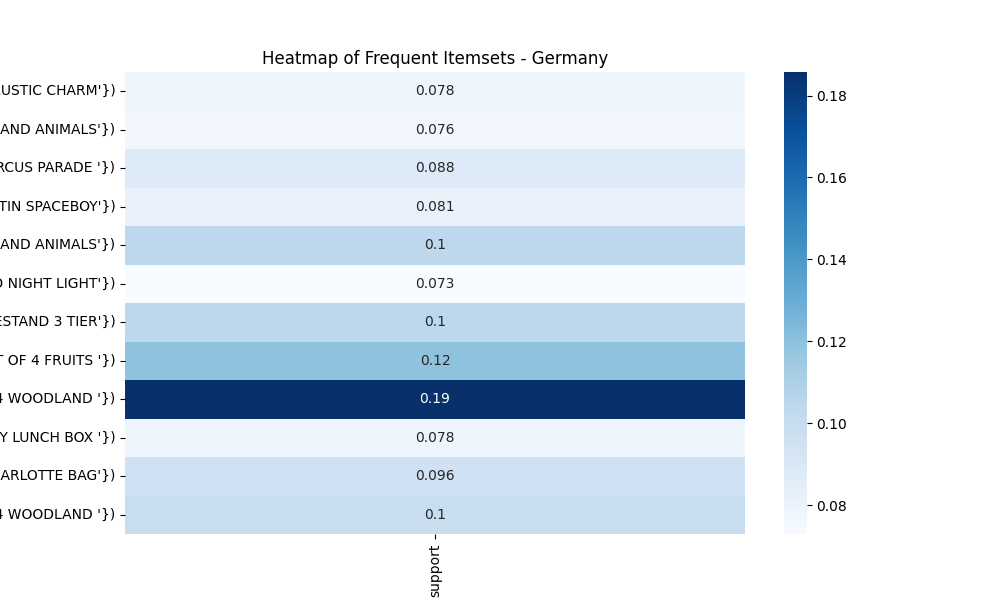 Heatmap of Frequent Itemsets - Germany
USTIC CHARM'}) 0.078 0.18
AND ANIMALS'}) 0.076
RCUS PARADE '}) 0.088 0.16
TIN SPACEBOY'}) 0.081
AND ANIMALS'}) 0.1 0.14
NIGHT LIGHT'}) 0.073
ESTAND 3 TIER'}) 0.1 0.12
T OF 4 FRUITS '}) 0.12
4 WOODLAND '}) 0.19 0.10
Y LUNCH BOX '}) 0.078
ARLOTTE BAG'}) 0.096 0.08
4 WOODLAND '}) 0.1
support